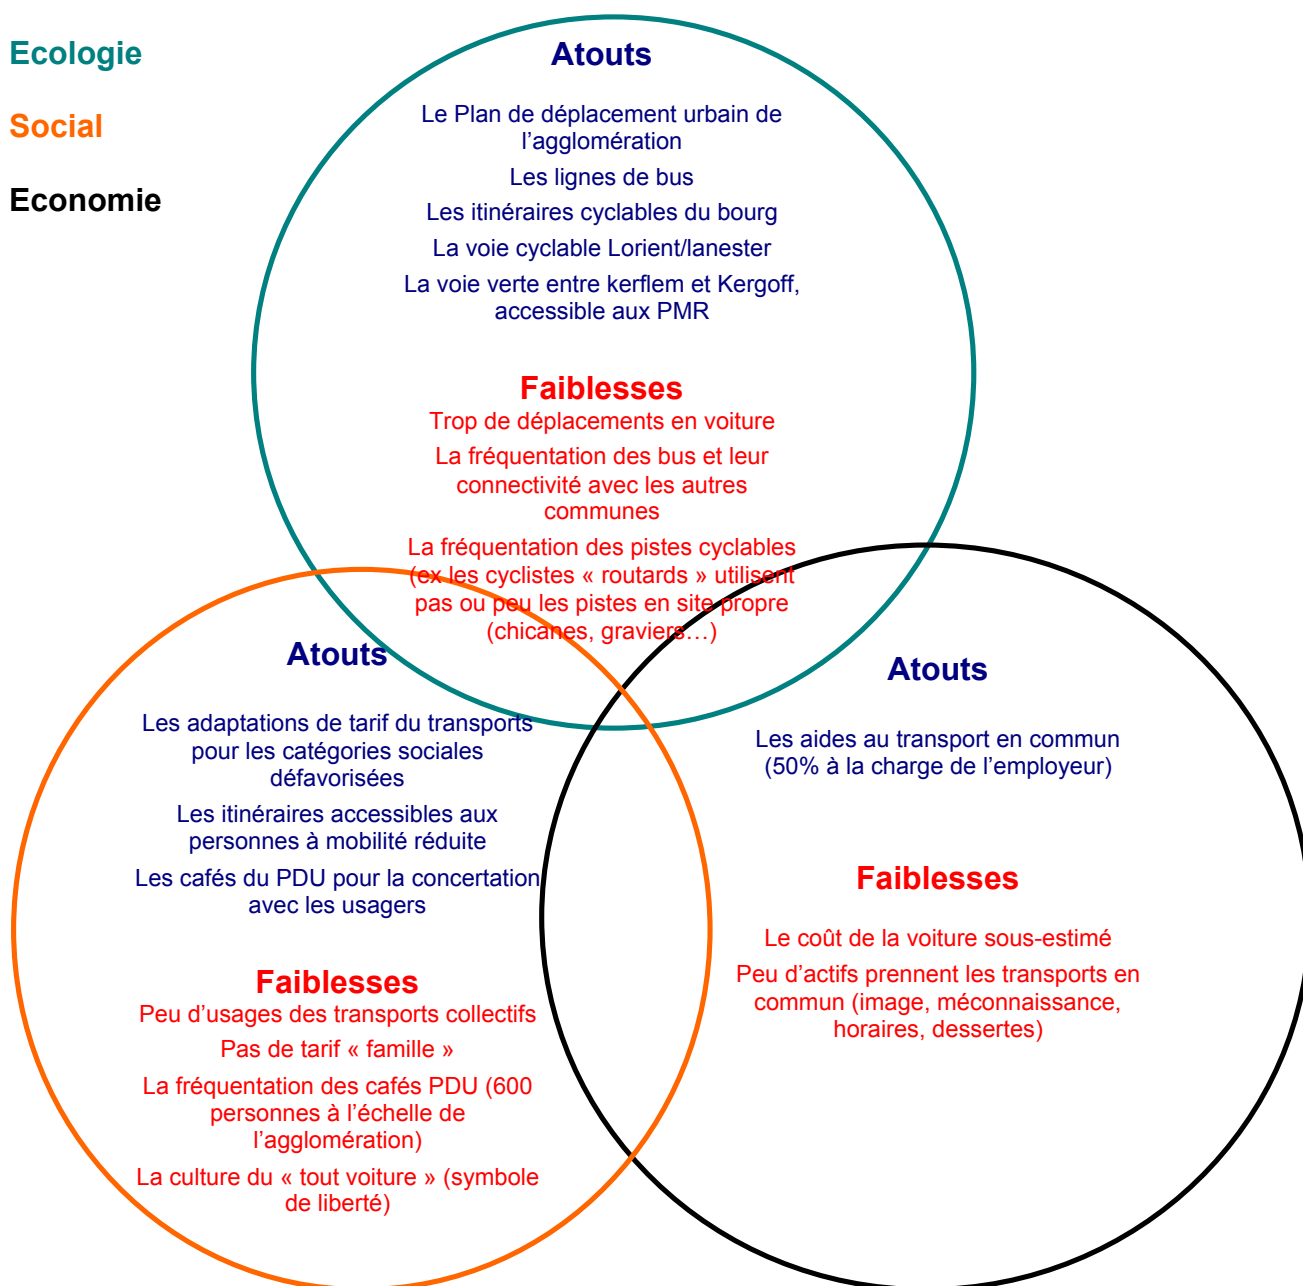 Ecologie
Social
Economie
Atouts
Le Plan de déplacement urbain de
l’agglomération
Les lignes de bus
Les itinéraires cyclables du bourg
La voie cyclable Lorient/lanester
La voie verte entre kerflem et Kergoff,
accessible aux PMR
Faiblesses
Trop de déplacements en voiture
La fréquentation des bus et leur
connectivité avec les autres
communes
La fréquentation des pistes cyclables
(ex les cyclistes « routards » utilisent
pas ou peu les pistes en site propre
(chicanes, graviers…)
Atouts
Les adaptations de tarif du transports
pour les catégories sociales
défavorisées
Les itinéraires accessibles aux
personnes à mobilité réduite
Les cafés du PDU pour la concertation
avec les usagers
Faiblesses
Peu d’usages des transports collectifs
Pas de tarif « famille »
La fréquentation des cafés PDU (600
personnes à l’échelle de
l’agglomération)
La culture du « tout voiture » (symbole
de liberté)
Atouts
Les aides au transport en commun
(50% à la charge de l’employeur)
Faiblesses
Le coût de la voiture sous-estimé
Peu d’actifs prennent les transports en
commun (image, méconnaissance,
horaires, dessertes)